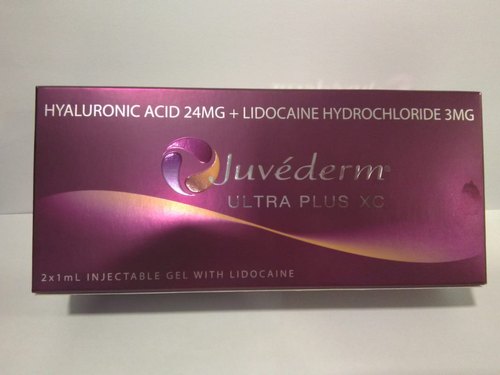 HYALURONIC ACID 24MG + LIDOCAINE HYDROCHLORIDE 3MG
Juvéderm®
ULTRA PLUS XC
2x1mL INJECTABLE GEL WITH LIDOCAINE